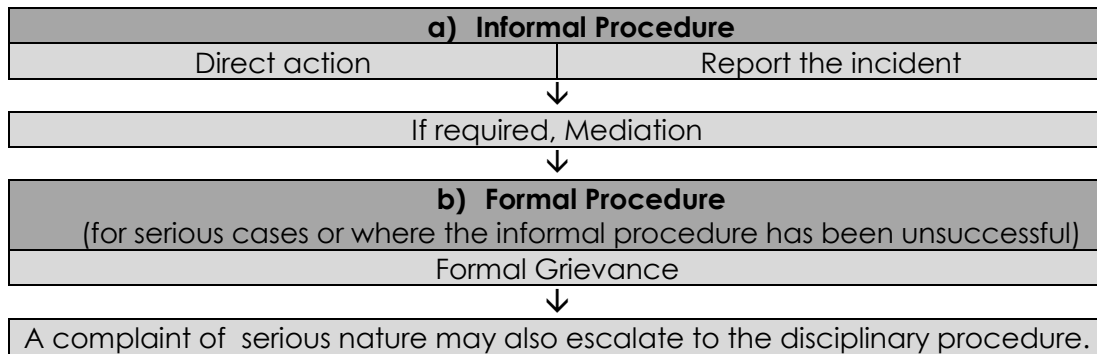 a) Informal Procedure
Direct action
Report the incident
↓
If required, Mediation
↓
b) Formal Procedure
(for serious cases or where the informal procedure has been unsuccessful)
Formal Grievance
↓
A complaint of  serious nature may also escalate to the disciplinary procedure.